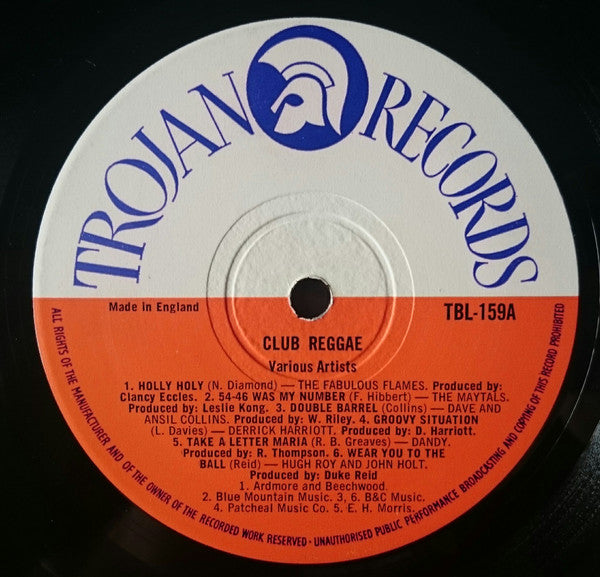 TROJAN RECORDS
Made in England
TBL-159A
CLUB REGGAE
Various Artists
1. HOLLY HOLY (N. Diamond) — THE FABULOUS FLAMES. Produced by:
Clancy Eccles. 2. 54-46 WAS MY NUMBER (F. Hibbert) — THE MAYTALS.
Produced by: Leslie Kong. 3. DOUBLE BARREL (Collins) — DAVE AND
ANSIL COLLINS. Produced by: W. Riley. 4. GROOVY SITUATION
(L. Davies) — DERRICK HARRIOTT. Produced by: D. Harriott.
5. TAKE A LETTER MARIA (R. B. Greaves) — DANDY.
Produced by: R. Thompson. 6. WEAR YOU TO THE
BALL (Reid) — HUGH ROY AND JOHN HOLT.
Produced by: Duke Reid
1. Ardmore and Beechwood.
2. Blue Mountain Music. 3, 6. B&C Music.
4. Patcheal Music Co. 5. E. H. Morris.
ALL RIGHTS OF THE MANUFACTURER AND OF THE OWNER OF THE RECORDED WORK RESERVED - UNAUTHORISED PUBLIC PERFORMANCE BROADCASTING AND COPYING OF THIS RECORD PROHIBITED